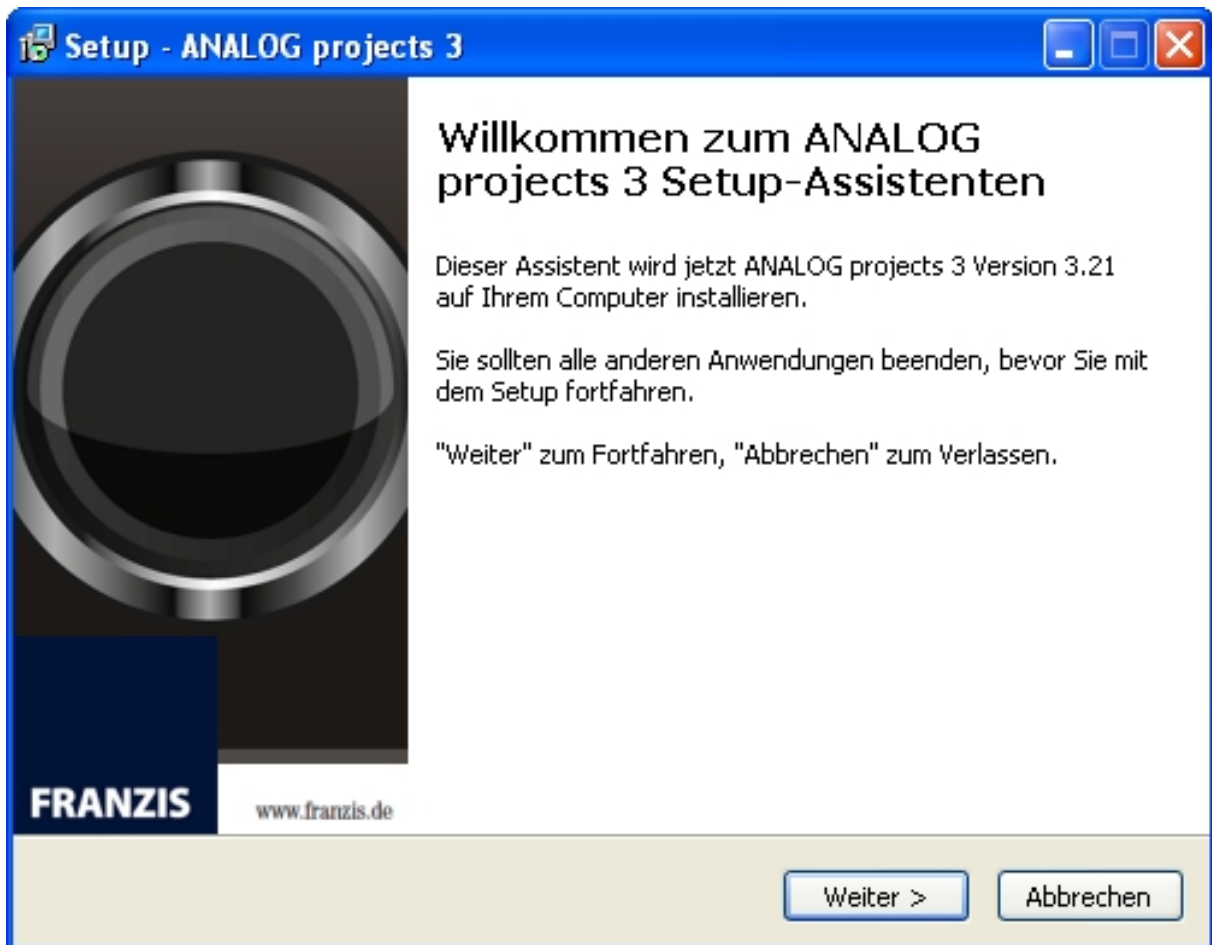 Setup - ANALOG projects 3
Willkommen zum ANALOG
projects 3 Setup-Assistenten
Dieser Assistent wird jetzt ANALOG projects 3 Version 3.21
auf Ihrem Computer installieren.
Sie sollten alle anderen Anwendungen beenden, bevor Sie mit
dem Setup fortfahren.
"Weiter" zum Fortfahren, "Abbrechen" zum Verlassen.
FRANZIS
www.franzis.de
Weiter >
Abbrechen